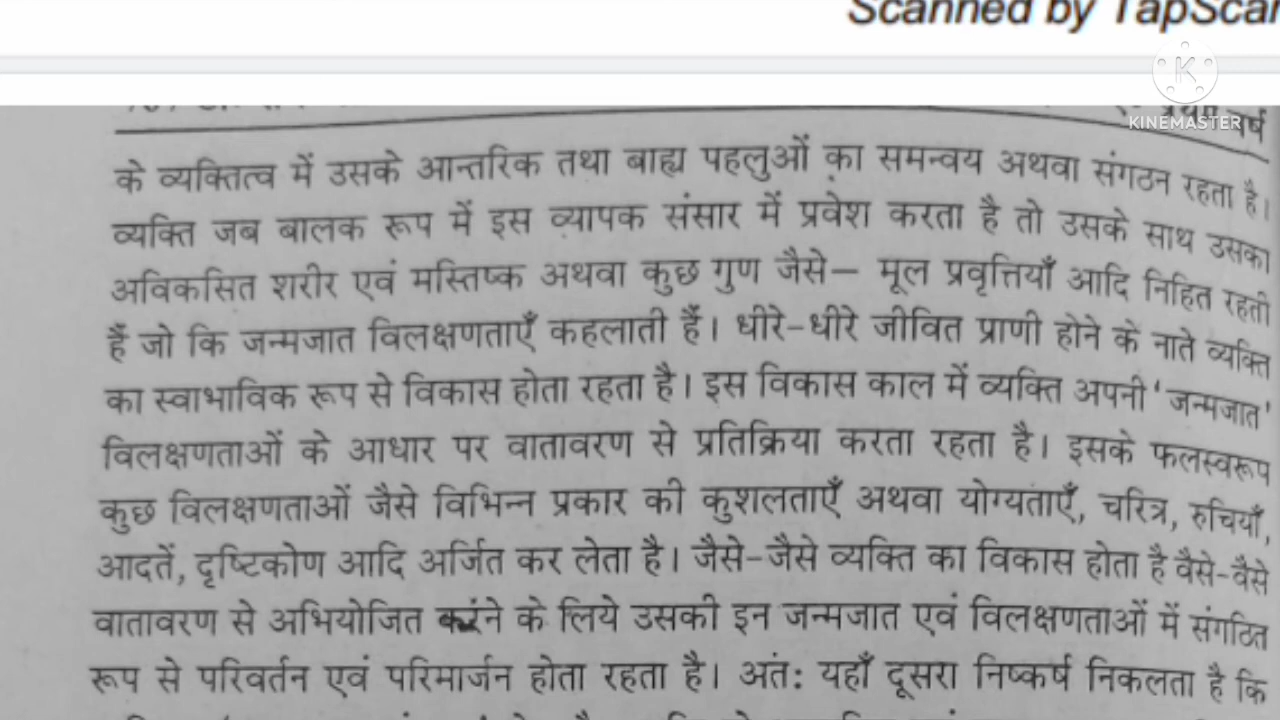 Scanned by TapScan
KINEMASTER
प्रथम वर्ष
के व्यक्तित्व में उसके आन्तरिक तथा बाह्य पहलुओं का समन्वय अथवा संगठन रहता है।
व्यक्ति जब बालक रूप में इस व्यापक संसार में प्रवेश करता है तो उसके साथ उसका
अविकसित शरीर एवं मस्तिष्क अथवा कुछ गुण जैसे– मूल प्रवृत्तियाँ आदि निहित रहती
हैं जो कि जन्मजात विलक्षणताएँ कहलाती हैं। धीरे-धीरे जीवित प्राणी होने के नाते व्यक्ति
का स्वाभाविक रूप से विकास होता रहता है। इस विकास काल में व्यक्ति अपनी 'जन्मजात'
विलक्षणताओं के आधार पर वातावरण से प्रतिक्रिया करता रहता है। इसके फलस्वरूप
कुछ विलक्षणताओं जैसे विभिन्न प्रकार की कुशलताएँ अथवा योग्यताएँ, चरित्र, रुचियाँ,
आदतें, दृष्टिकोण आदि अर्जित कर लेता है। जैसे-जैसे व्यक्ति का विकास होता है वैसे-वैसे
वातावरण से अभियोजित करने के लिये उसकी इन जन्मजात एवं विलक्षणताओं में संगठित
रूप से परिवर्तन एवं परिमार्जन होता रहता है। अंत: यहाँ दूसरा निष्कर्ष निकलता है कि